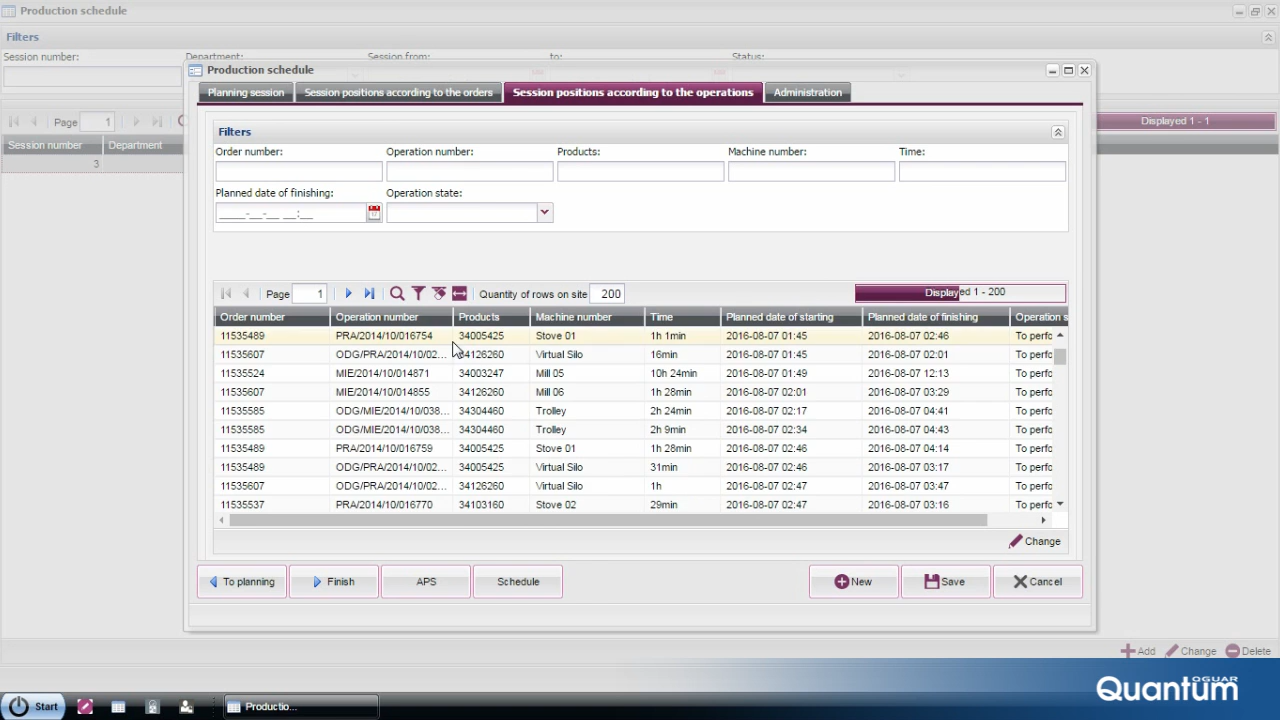 Production schedule
Filters
Session number: Department: Session from: to: Status:
Production schedule
Planning session Session positions according to the orders Session positions according to the operations Administration
Filters
Order number: Operation number: Products: Machine number: Time:
Planned date of finishing: Operation state:
____-__-__ __:__
Page 1 Displayed 1 - 1
Session number Department
3
Page 1 Quantity of rows on site 200 Displayed 1 - 200
Order number Operation number Products Machine number Time Planned date of starting Planned date of finishing Operation s
11535489 PRA/2014/10/016754 34005425 Stove 01 1h 1min 2016-08-07 01:45 2016-08-07 02:46 To perfo
11535607 ODG/PRA/2014/10/02... 34126260 Virtual Silo 16min 2016-08-07 01:45 2016-08-07 02:01 To perfo
11535524 MIE/2014/10/014871 34003247 Mill 05 10h 24min 2016-08-07 01:49 2016-08-07 12:13 To perfo
11535607 MIE/2014/10/014855 34126260 Mill 06 1h 28min 2016-08-07 02:01 2016-08-07 03:29 To perfo
11535585 ODG/MIE/2014/10/038... 34304460 Trolley 2h 24min 2016-08-07 02:17 2016-08-07 04:41 To perfo
11535585 ODG/MIE/2014/10/038... 34304460 Trolley 2h 9min 2016-08-07 02:34 2016-08-07 04:43 To perfo
11535489 PRA/2014/10/016759 34005425 Stove 01 1h 28min 2016-08-07 02:46 2016-08-07 04:14 To perfo
11535489 ODG/PRA/2014/10/02... 34005425 Virtual Silo 31min 2016-08-07 02:46 2016-08-07 03:17 To perfo
11535607 ODG/PRA/2014/10/02... 34126260 Virtual Silo 1h 2016-08-07 02:47 2016-08-07 03:47 To perfo
11535537 PRA/2014/10/016770 34103160 Stove 02 29min 2016-08-07 02:47 2016-08-07 03:16 To perfo
Change
To planning Finish APS Schedule New Save Cancel
Add Change Delete
OGUAR
Quantum
Start Productio...